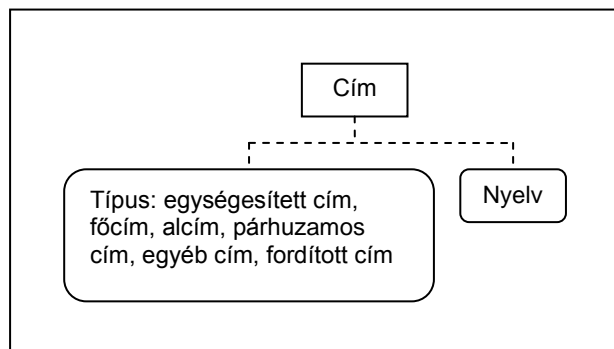 Cím
Típus: egységesített cím,
főcím, alcím, párhuzamos
cím, egyéb cím, fordított cím
Nyelv